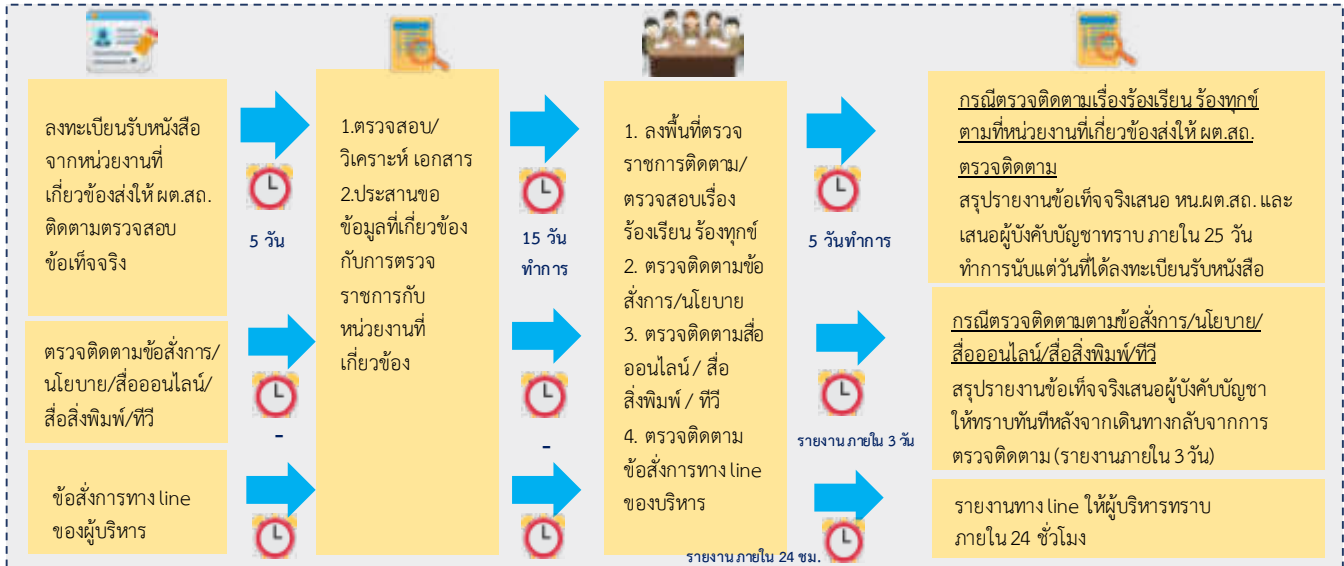 ลงทะเบียนรับหนังสือ
จากหน่วยงานที่
เกี่ยวข้องส่งให้ ผต.สถ.
ติดตามตรวจสอบ
ข้อเท็จจริง
5 วัน
1.ตรวจสอบ/
วิเคราะห์ เอกสาร
2.ประสานขอ
ข้อมูลที่เกี่ยวข้อง
กับการตรวจ
ราชการกับ
หน่วยงานที่
เกี่ยวข้อง
15 วัน
ทำการ
1. ลงพื้นที่ตรวจ
ราชการติดตาม/
ตรวจสอบเรื่อง
ร้องเรียน ร้องทุกข์
2. ตรวจติดตามข้อ
สั่งการ/นโยบาย
3. ตรวจติดตามสื่อ
ออนไลน์ / สื่อ
สิ่งพิมพ์ / ทีวี
4. ตรวจติดตาม
ข้อสั่งการทาง line
ของบริหาร
5 วันทำการ
กรณีตรวจติดตามเรื่องร้องเรียน ร้องทุกข์
ตามที่หน่วยงานที่เกี่ยวข้องส่งให้ ผต.สถ.
ตรวจติดตาม
สรุปรายงานข้อเท็จจริงเสนอ หน.ผต.สถ. และ
เสนอผู้บังคับบัญชาทราบ ภายใน 25 วัน
ทำการนับแต่วันที่ได้ลงทะเบียนรับหนังสือ
ตรวจติดตามข้อสั่งการ/
นโยบาย/สื่อออนไลน์/
สื่อสิ่งพิมพ์/ทีวี
-
-
รายงาน ภายใน 3 วัน
กรณีตรวจติดตามตามข้อสั่งการ/นโยบาย/
สื่อออนไลน์/สื่อสิ่งพิมพ์/ทีวี
สรุปรายงานข้อเท็จจริงเสนอผู้บังคับบัญชา
ให้ทราบทันทีหลังจากเดินทางกลับจากการ
ตรวจติดตาม (รายงานภายใน 3 วัน)
ข้อสั่งการทาง line
ของผู้บริหาร
รายงาน ภายใน 24 ชม.
รายงานทาง line ให้ผู้บริหารทราบ
ภายใน 24 ชั่วโมง